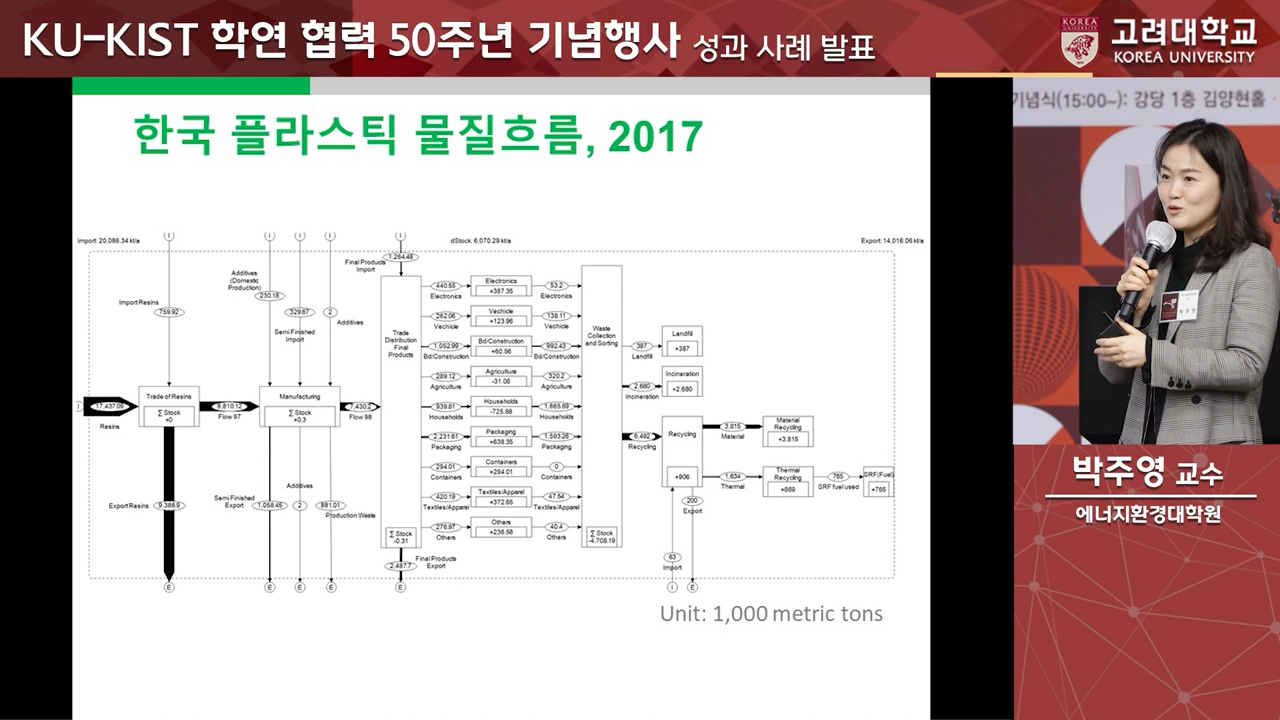 KU-KIST 학연 협력 50주년 기념행사 성과 사례 발표
KOREA
UNIVERSITY
고려대학교
KOREA UNIVERSITY
기념식(15:00~): 강당 1층 김양현홀 ·
한국 플라스틱 물질흐름, 2017
Import: 20,086.34 kt/a
dStock: 6,070.29 kt/a
Export: 14,016.06 kt/a
I
I
I
I
I
Final Products
Import
1,264.48
Additives
(Domestic
Production)
230.18
Import Resins
759.92
329.67
2
Additives
Semi Finished
Import
I
17,437.09
Resins
Trade of Resins
∑ Stock
+0
8,810.12
Flow 97
Manufacturing
∑ Stock
+0.3
7,430.2
Flow 98
Trade
Distribution
Final
Products
∑ Stock
-0.31
440.55
Electronics
Electronics
+387.35
53.2
Electronics
262.06
Vechicle
Vechicle
+123.96
138.11
Vechicle
1,052.99
Bd/Construction
Bd/Construction
+60.56
992.43
Bd/Construction
289.12
Agriculture
Agriculture
-31.08
320.2
Agriculture
939.81
Households
Households
-725.88
1,665.69
Households
2,231.61
Packaging
Packaging
+638.35
1,593.26
Packaging
294.01
Containers
Containers
+294.01
0
Containers
420.19
Textiles/Apparel
Textiles/Apparel
+372.65
47.54
Textiles/Apparel
276.97
Others
Others
+236.58
40.4
Others
Waste
Collection
and Sorting
∑ Stock
-4,708.19
387
Landfill
Landfill
+387
2,680
Incineration
Incineration
+2,680
6,492
Recycling
Recycling
+906
3,815
Material
Material
Recycling
+3,815
1,634
Thermal
Thermal
Recycling
+869
765
SRF fuel used
SRF(Fuel)
+765
200
Export
63
Import
I
E
Export Resins
9,386.9
Semi Finished
Export
1,058.45
Additives
2
881.01
Production Waste
Final Products
Export
2,487.7
E
E
E
E
E
Unit: 1,000 metric tons
박주영 교수
에너지환경대학원